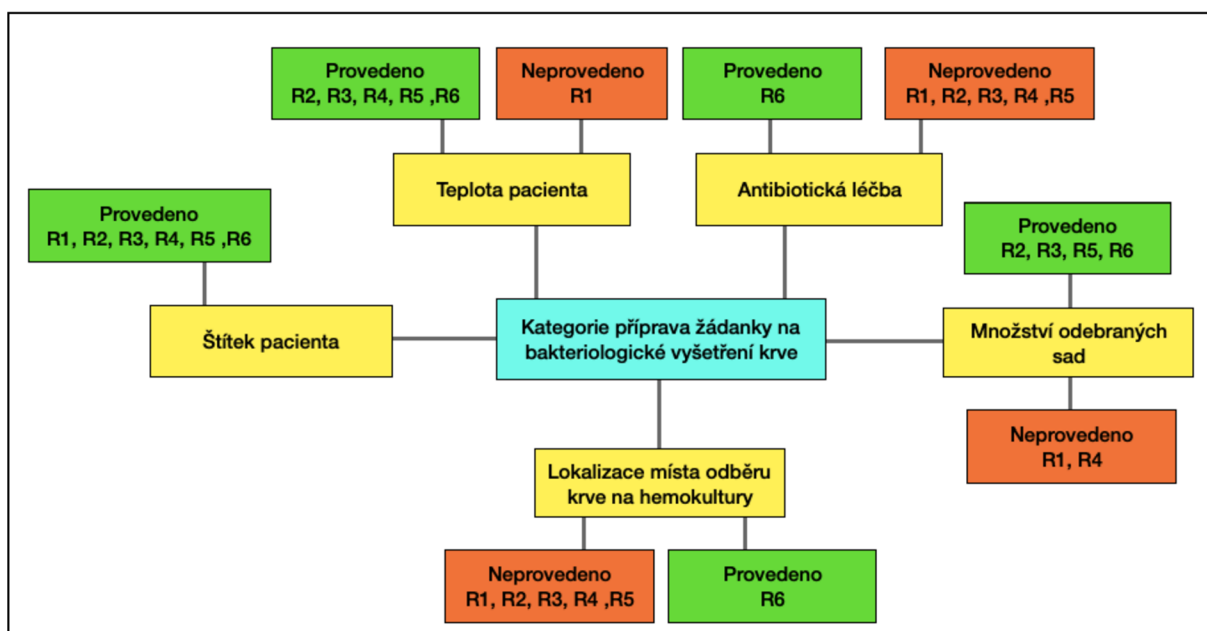 Provedeno
R2, R3, R4, R5 ,R6
Neprovedeno
R1
Provedeno
R6
Neprovedeno
R1, R2, R3, R4 ,R5
Teplota pacienta
Antibiotická léčba
Provedeno
R1, R2, R3, R4, R5 ,R6
Provedeno
R2, R3, R5, R6
Štítek pacienta
Kategorie příprava žádanky na
bakteriologické vyšetření krve
Množství odebraných
sad
Neprovedeno
R1, R4
Lokalizace místa odběru
krve na hemokultury
Neprovedeno
R1, R2, R3, R4 ,R5
Provedeno
R6